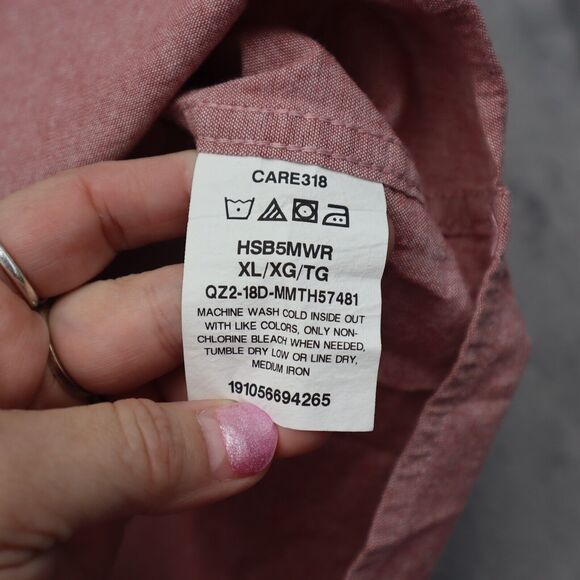 CARE318
HSB5MWR
XL/XG/TG
QZ2-18D-MMTH57481
MACHINE WASH COLD INSIDE OUT
WITH LIKE COLORS, ONLY NON-
CHLORINE BLEACH WHEN NEEDED,
TUMBLE DRY LOW OR LINE DRY,
MEDIUM IRON
191056694265